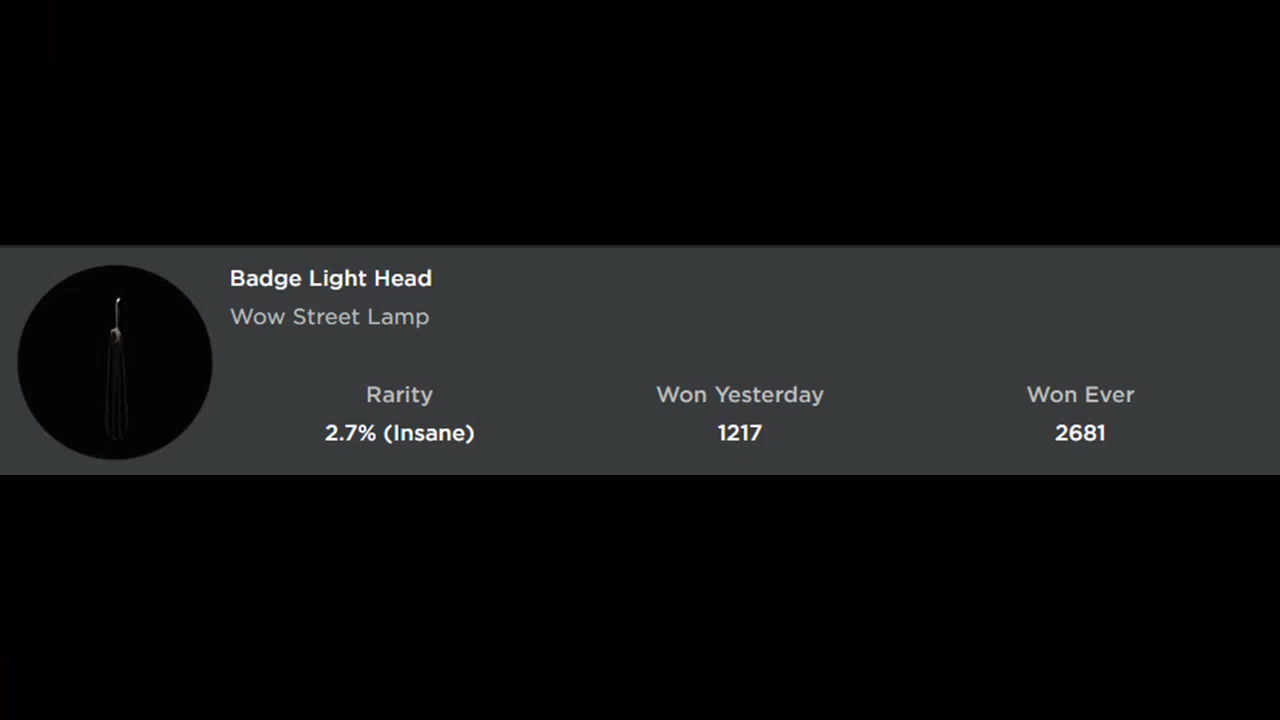 Badge Light Head
Wow Street Lamp
Rarity Won Yesterday Won Ever
2.7% (Insane) 1217 2681